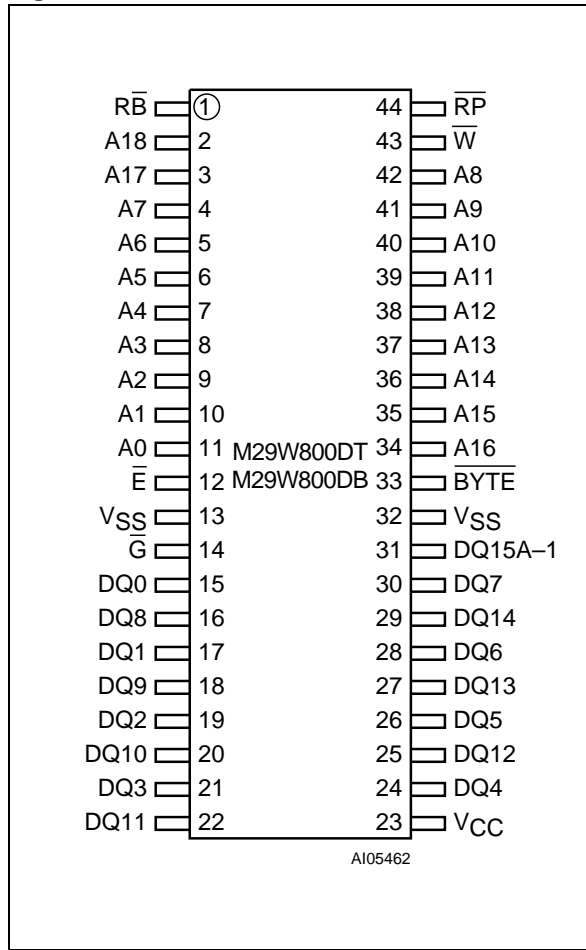 RB̅ 1 44 R̅P̅
A18 2 43 W̅
A17 3 42 A8
A7 4 41 A9
A6 5 40 A10
A5 6 39 A11
A4 7 38 A12
A3 8 37 A13
A2 9 36 A14
A1 10 35 A15
A0 11 M29W800DT 34 A16
E̅ 12 M29W800DB 33 B̅Y̅T̅E̅
VSS 13 32 VSS
G̅ 14 31 DQ15A–1
DQ0 15 30 DQ7
DQ8 16 29 DQ14
DQ1 17 28 DQ6
DQ9 18 27 DQ13
DQ2 19 26 DQ5
DQ10 20 25 DQ12
DQ3 21 24 DQ4
DQ11 22 23 VCC
AI05462